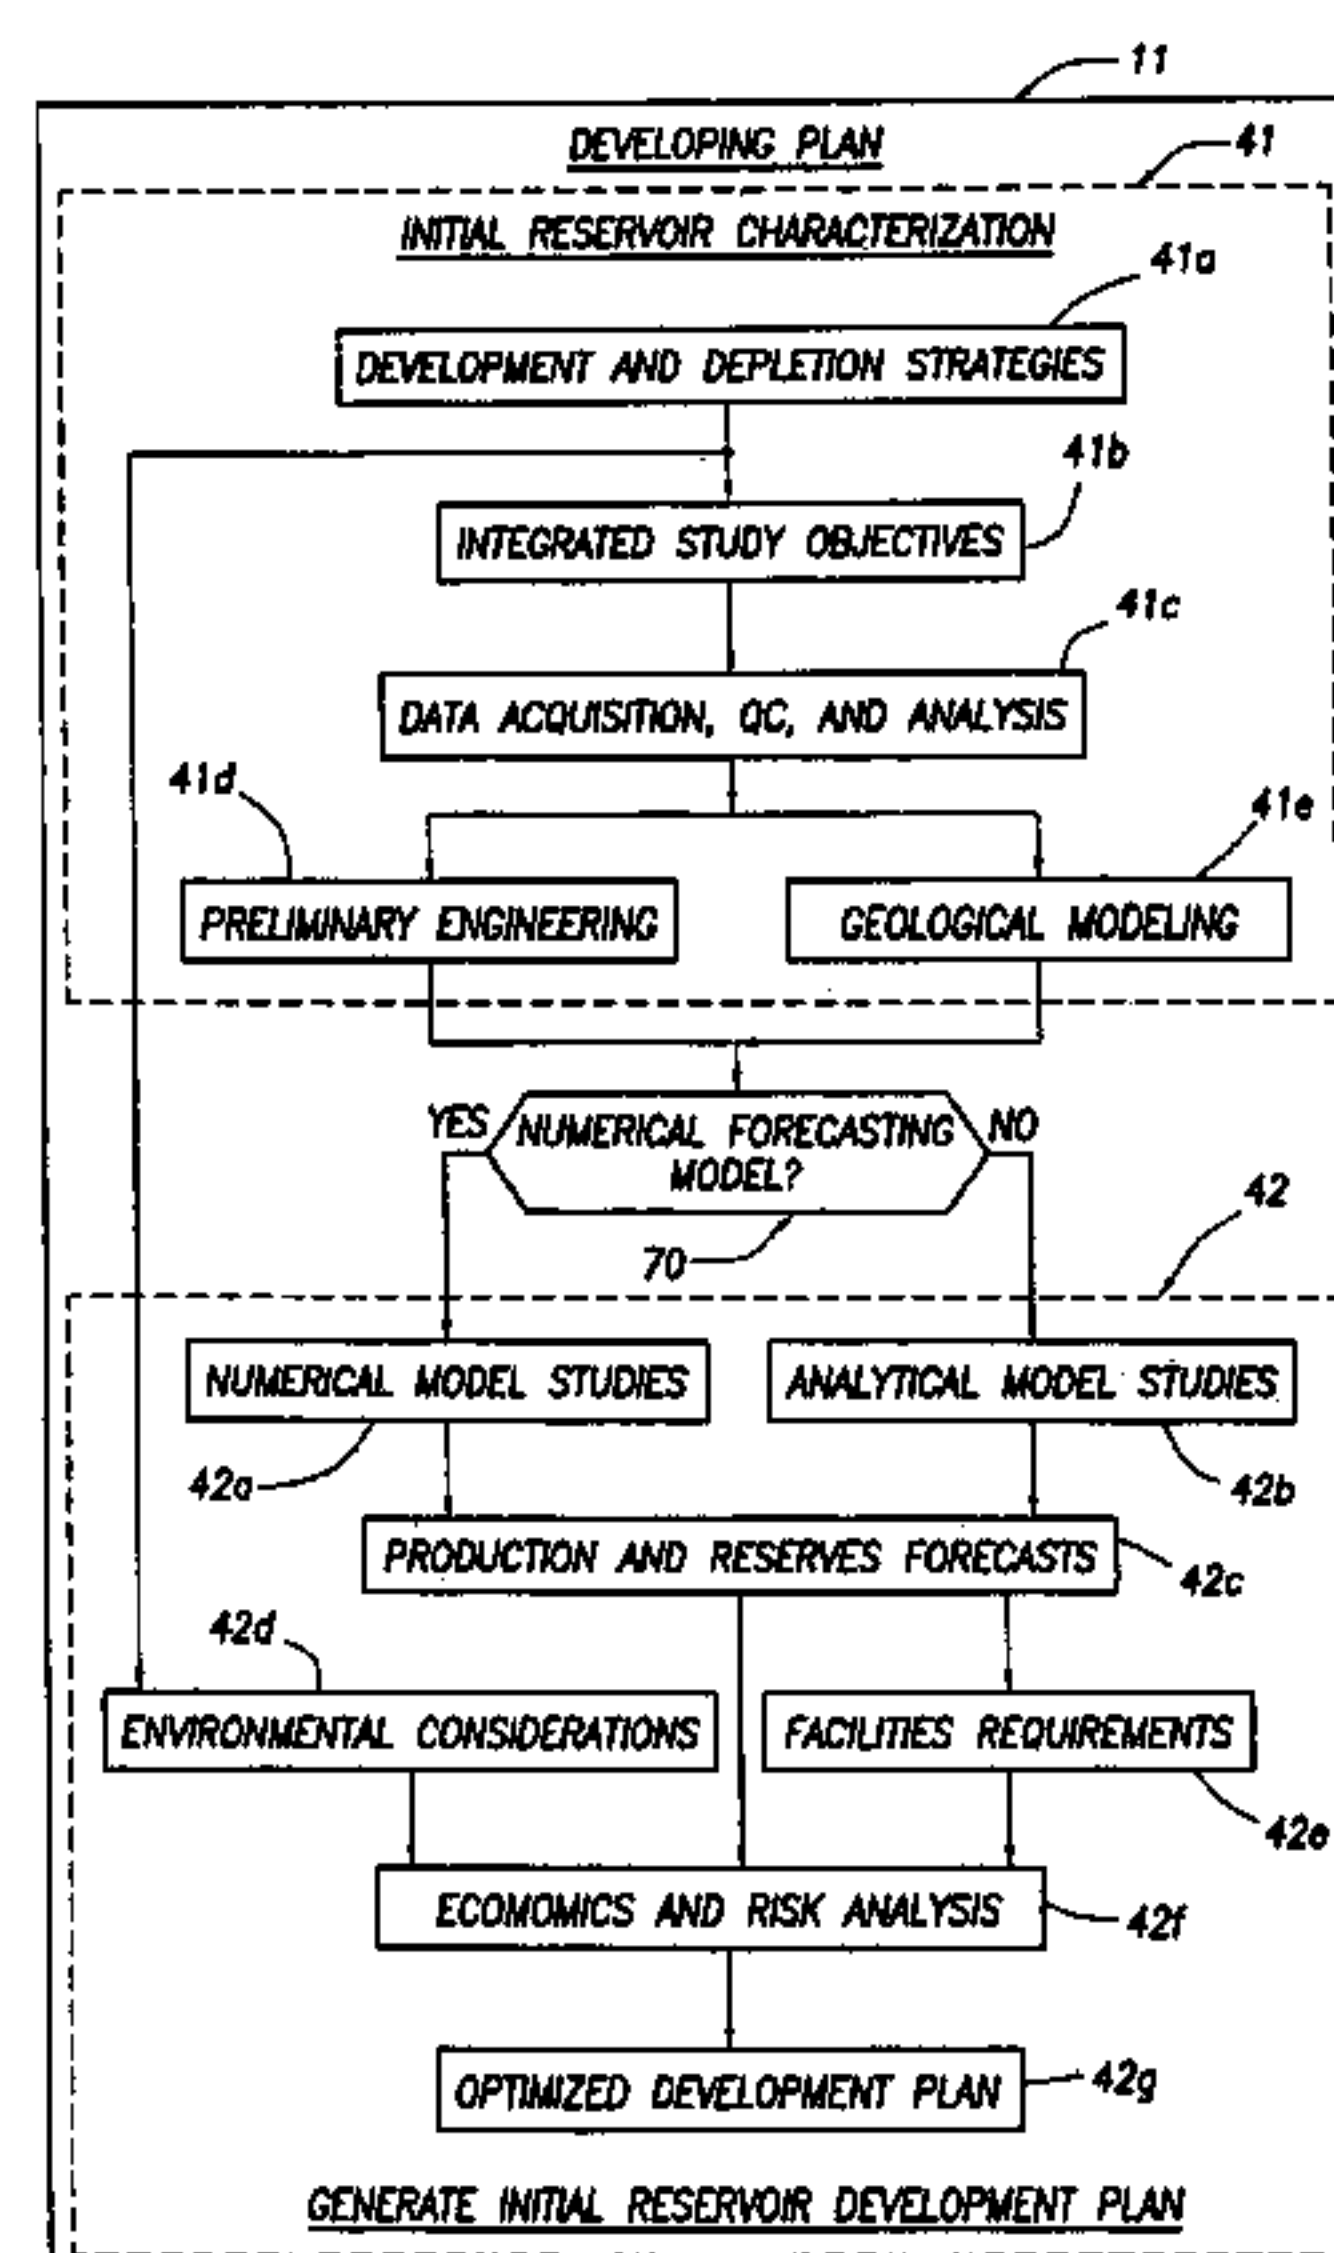 11
DEVELOPING PLAN
41
INITIAL RESERVOIR CHARACTERIZATION
41a
DEVELOPMENT AND DEPLETION STRATEGIES
41b
INTEGRATED STUDY OBJECTIVES
41c
DATA ACQUISITION, QC, AND ANALYSIS
41d
41e
PRELIMINARY ENGINEERING
GEOLOGICAL MODELING
YES
NUMERICAL FORECASTING
MODEL?
NO
70
42
NUMERICAL MODEL STUDIES
ANALYTICAL MODEL STUDIES
42a
42b
PRODUCTION AND RESERVES FORECASTS
42c
42d
ENVIRONMENTAL CONSIDERATIONS
FACILITIES REQUIREMENTS
42e
ECOMOMICS AND RISK ANALYSIS
42f
OPTIMIZED DEVELOPMENT PLAN
42g
GENERATE INITIAL RESERVOIR DEVELOPMENT PLAN